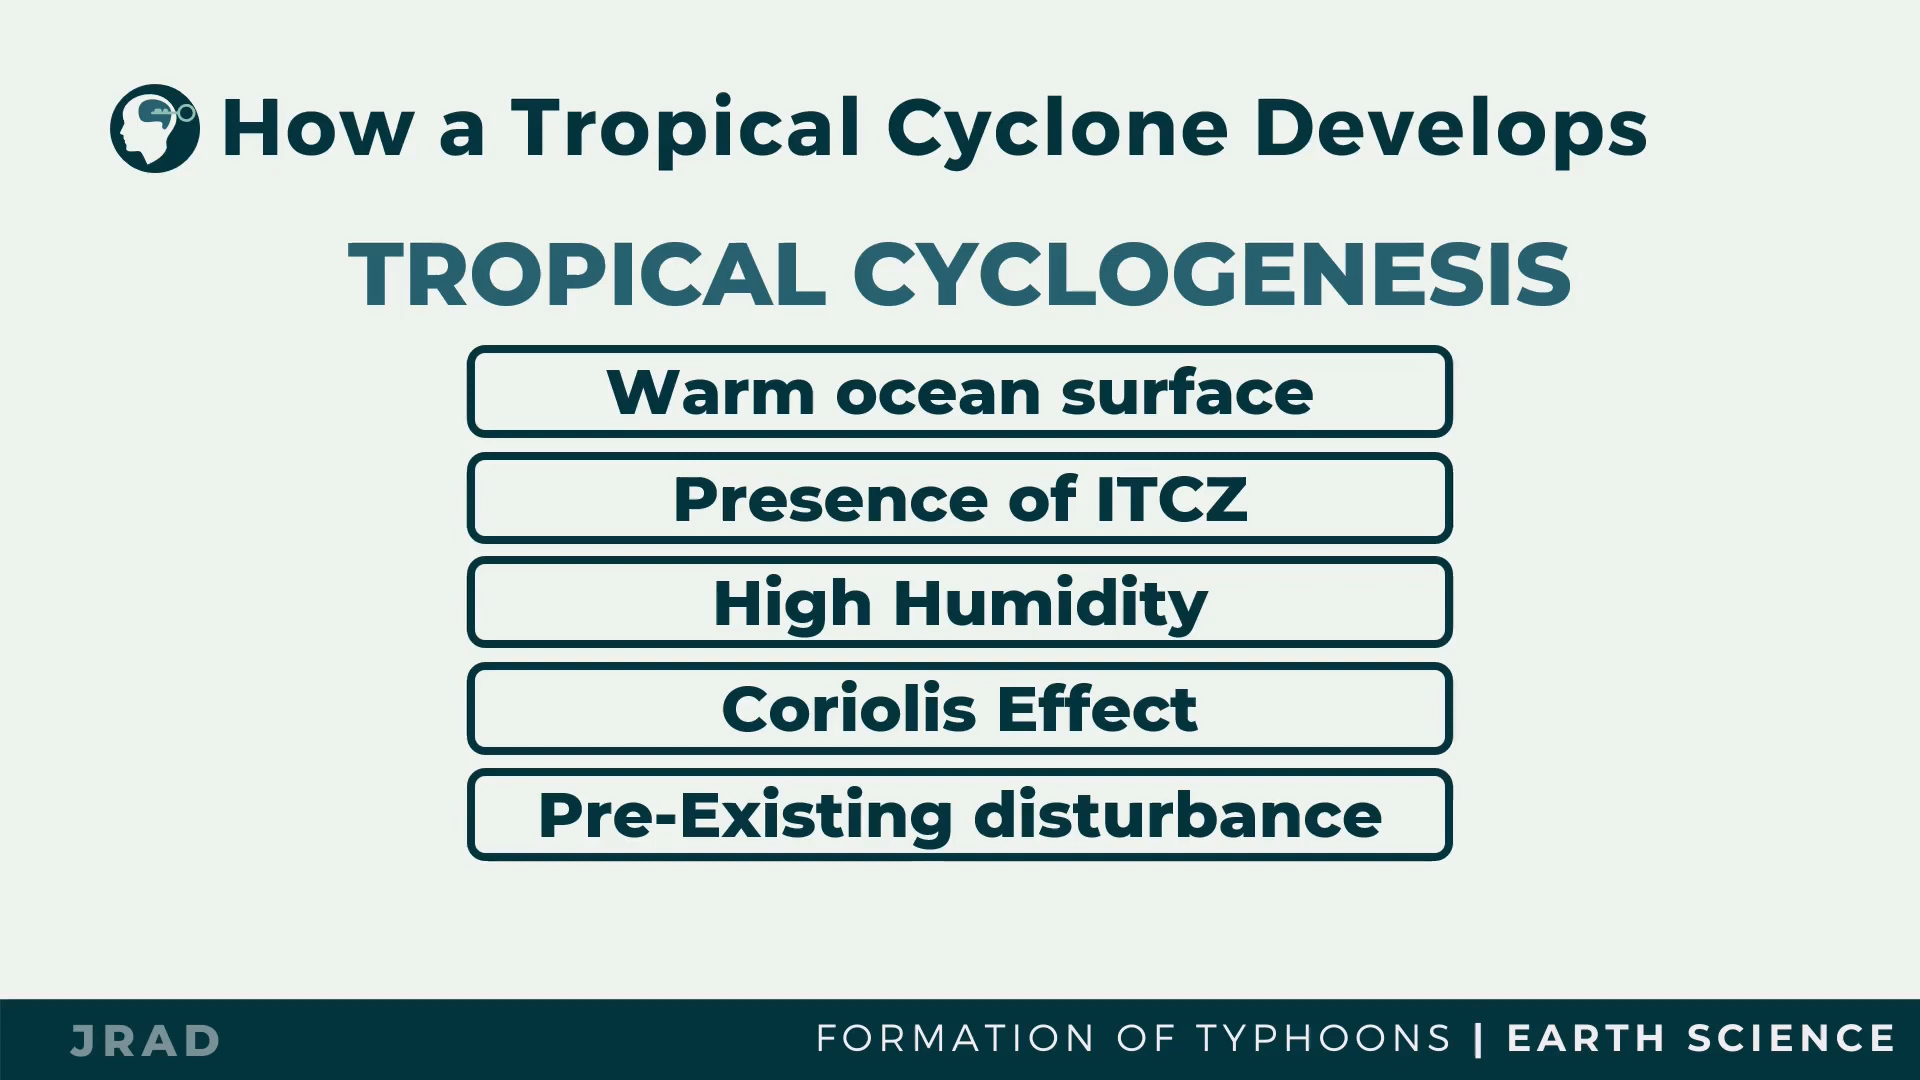 How a Tropical Cyclone Develops
TROPICAL CYCLOGENESIS
Warm ocean surface
Presence of ITCZ
High Humidity
Coriolis Effect
Pre-Existing disturbance
JRAD
FORMATION OF TYPHOONS | EARTH SCIENCE